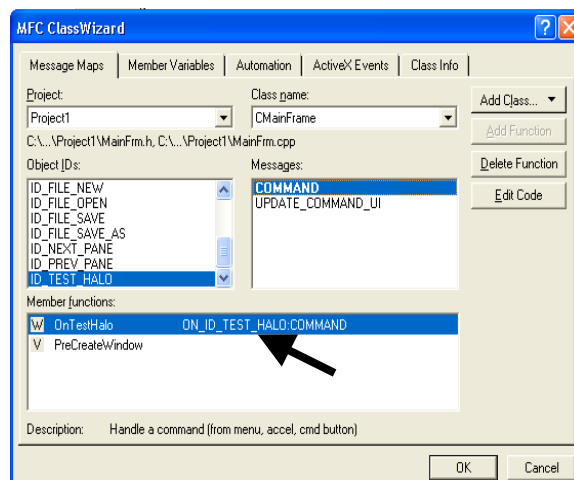 MFC ClassWizard
Message Maps Member Variables Automation ActiveX Events Class Info
Project: Class name:
Project1 CMainFrame Add Class...
C:\...\Project1\MainFrm.h, C:\...\Project1\MainFrm.cpp Add Function
Object IDs: Messages: Delete Function
ID_FILE_NEW COMMAND
ID_FILE_OPEN UPDATE_COMMAND_UI Edit Code
ID_FILE_SAVE
ID_FILE_SAVE_AS
ID_NEXT_PANE
ID_PREV_PANE
ID_TEST_HALO
Member functions:
W OnTestHalo ON_ID_TEST_HALO:COMMAND
V PreCreateWindow
Description: Handle a command (from menu, accel, cmd button)
OK Cancel